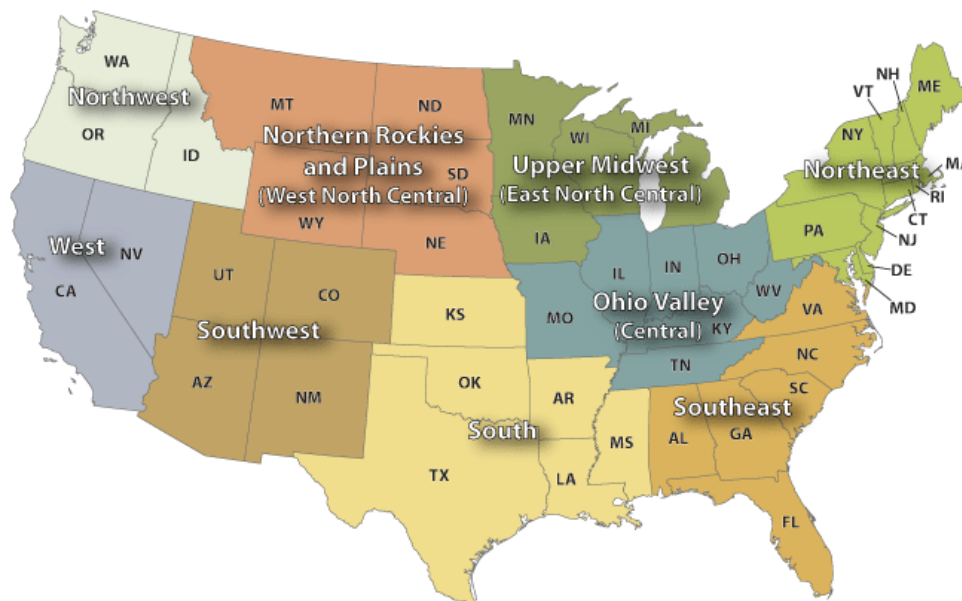 WA
Northwest
OR
ID
MT
ND
Northern Rockies
and Plains
(West North Central)
SD
WY
NE
MN
WI
MI
Upper Midwest
(East North Central)
IA
NH
ME
VT
NY
Northeast
MA
RI
CT
PA
NJ
DE
MD
West
NV
CA
UT
CO
Southwest
AZ
NM
KS
OK
AR
South
TX
LA
MS
IL
IN
OH
WV
Ohio Valley
(Central)
MO
KY
TN
VA
NC
SC
Southeast
AL
GA
FL